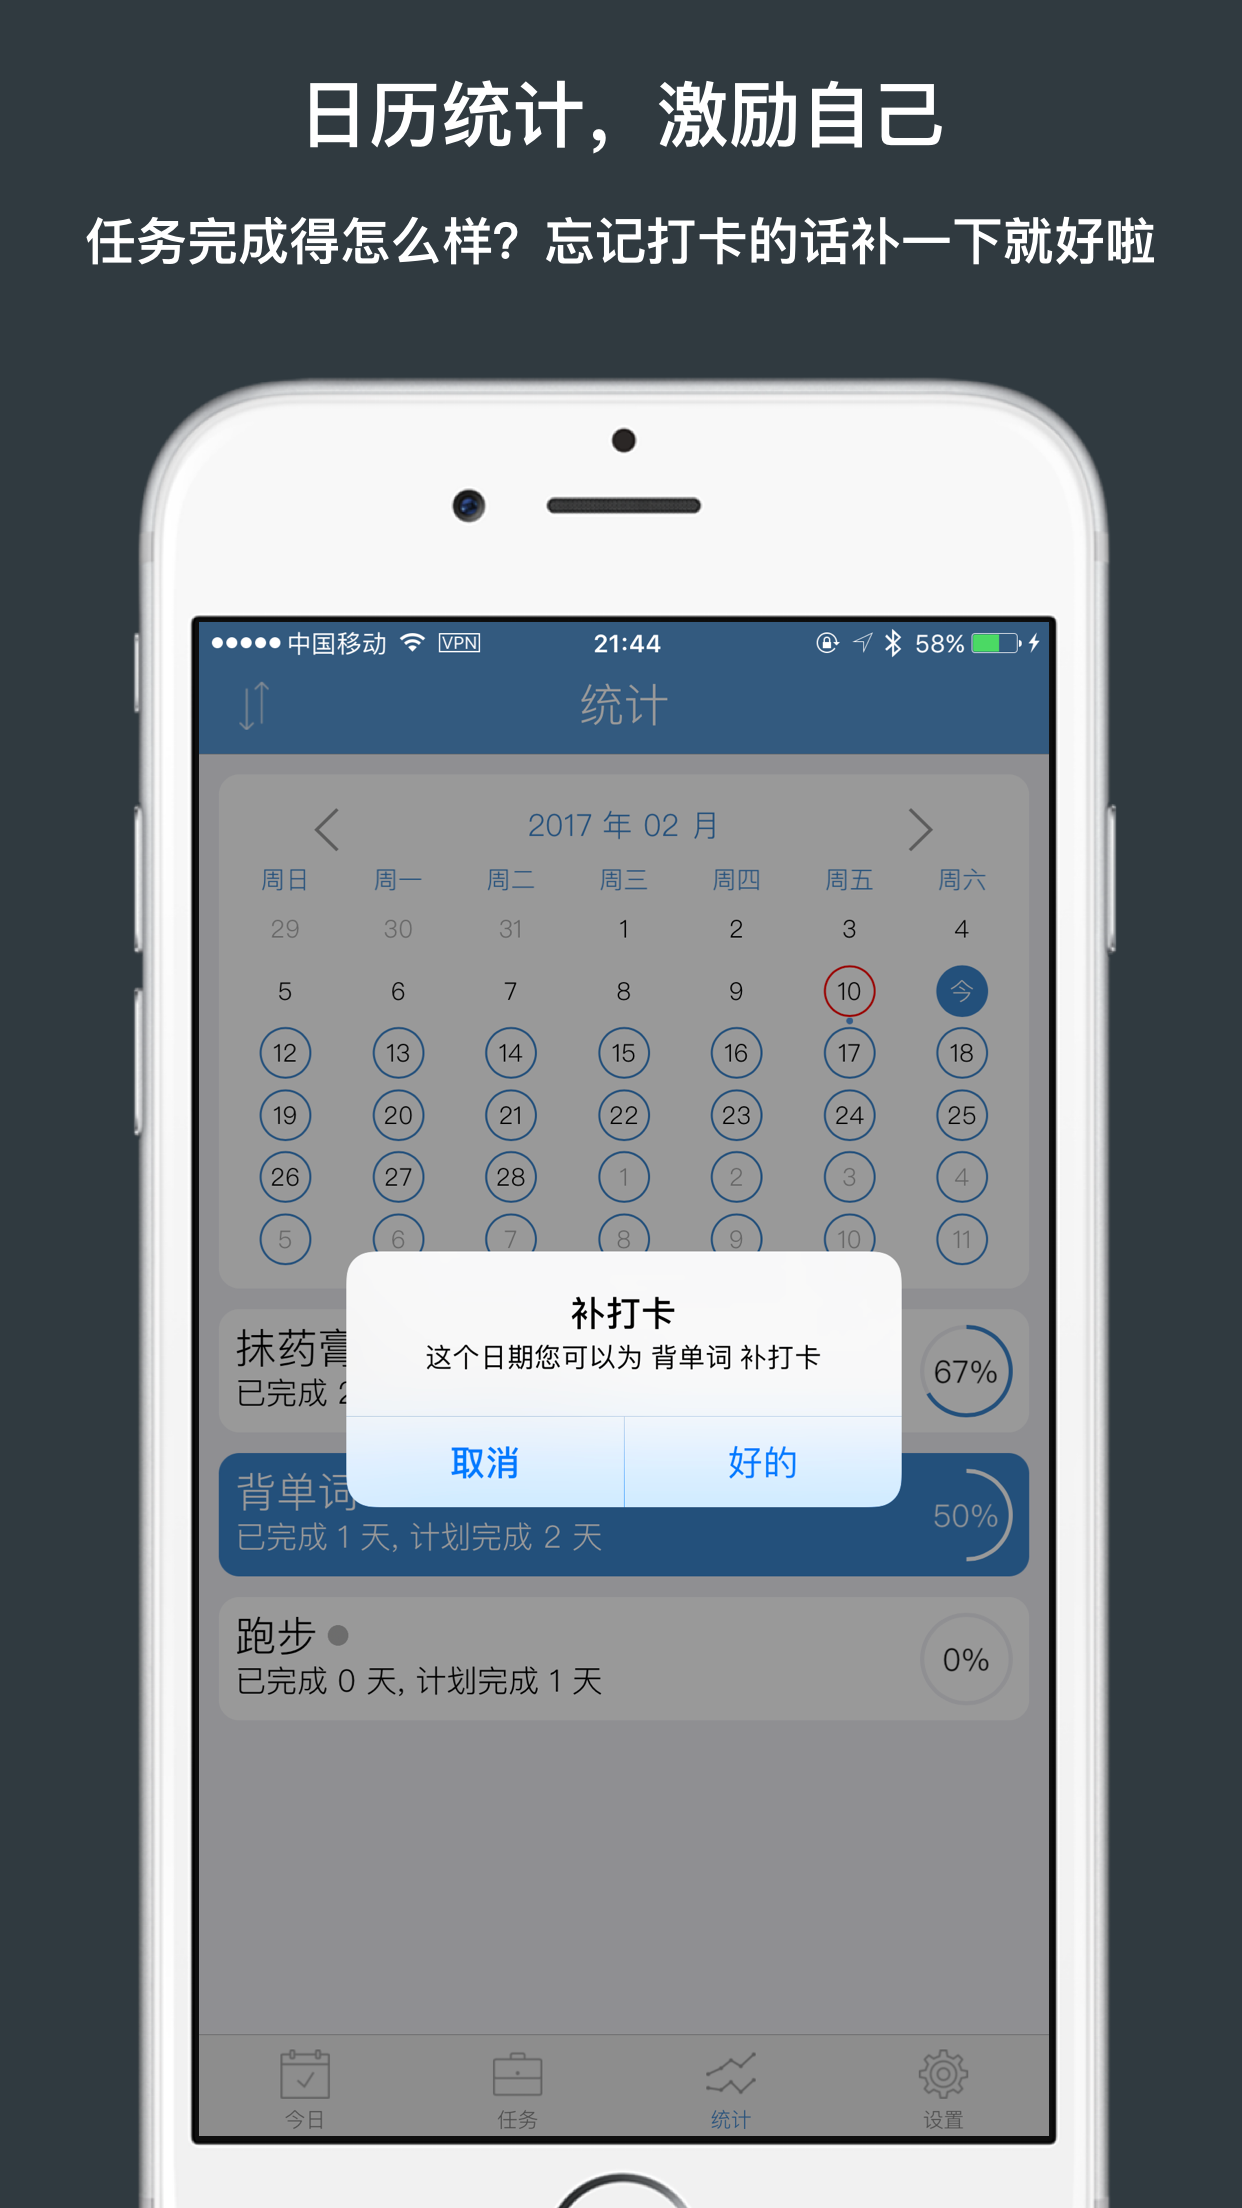 日历统计，激励自己
任务完成得怎么样？忘记打卡的话补一下就好啦
中国移动 VPN 21:44 58%
统计
2017 年 02 月
周日 周一 周二 周三 周四 周五 周六
29 30 31 1 2 3 4
5 6 7 8 9 10 今
12 13 14 15 16 17 18
19 20 21 22 23 24 25
26 27 28 1 2 3 4
5 6 7 8 9 10 11
补打卡
这个日期您可以为 背单词 补打卡
取消 好的
抹药膏 67%
已完成 2
背单词 50%
已完成 1 天, 计划完成 2 天
跑步 0%
已完成 0 天, 计划完成 1 天
今日 任务 统计 设置